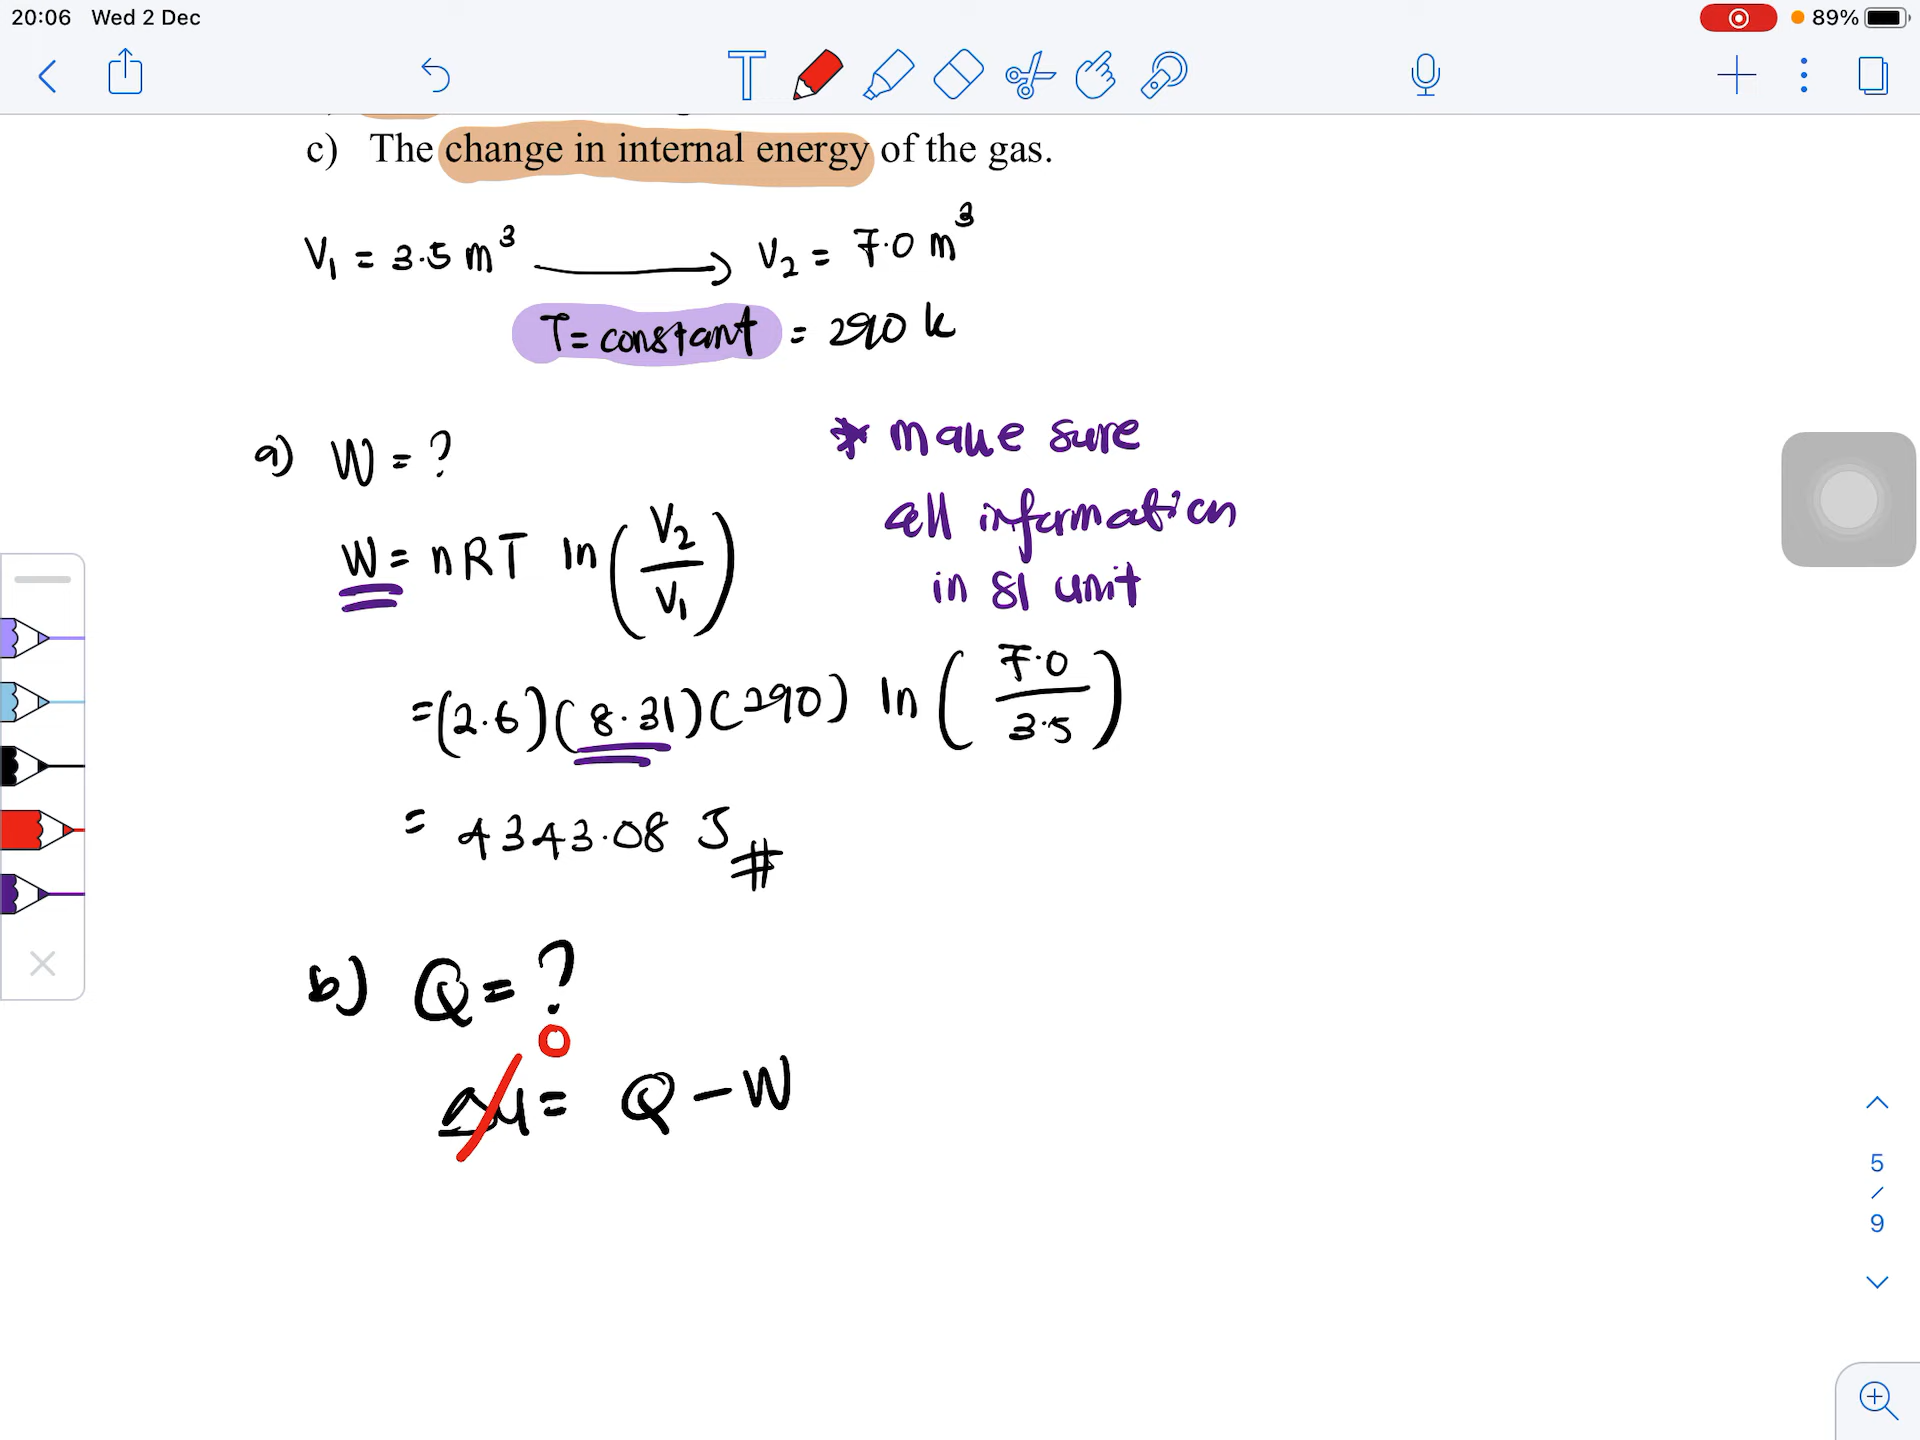 20:06 Wed 2 Dec 89%
c) The change in internal energy of the gas.
V₁ = 3.5 m³ ⟶ V₂ = 7.0 m³
T = constant = 290 k
a) W = ?
* make sure
all information
in SI unit
W = nRT ln (V₂/V₁)
= (2.6)(8.31)(290) ln (7.0/3.5)
= 4343.08 J #
b) Q = ?
0
ΔU = Q - W
5
/
9